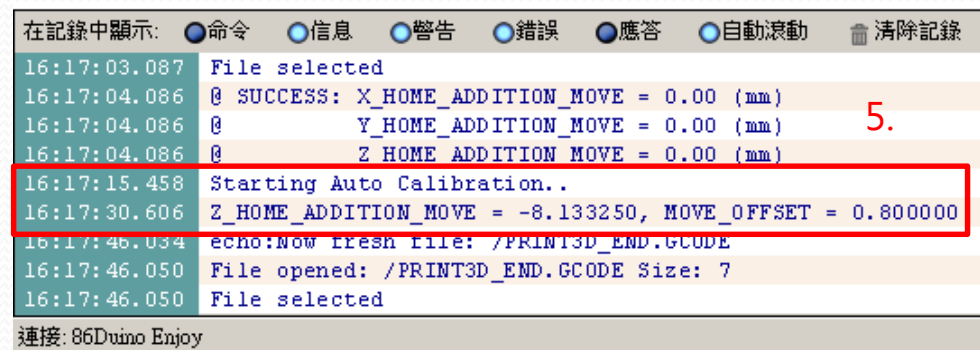 在記錄中顯示: 命令 信息 警告 錯誤 應答 自動滾動 清除記錄
16:17:03.087 File selected
16:17:04.086 @ SUCCESS: X_HOME_ADDITION_MOVE = 0.00 (mm)
16:17:04.086 @ Y_HOME_ADDITION_MOVE = 0.00 (mm)
5.
16:17:04.086 @ Z_HOME_ADDITION_MOVE = 0.00 (mm)
16:17:15.458 Starting Auto Calibration..
16:17:30.606 Z_HOME_ADDITION_MOVE = -8.133250, MOVE_OFFSET = 0.800000
16:17:46.034 echo:Now fresh file: /PRINT3D_END.GCODE
16:17:46.050 File opened: /PRINT3D_END.GCODE Size: 7
16:17:46.050 File selected
連接: 86Duino Enjoy